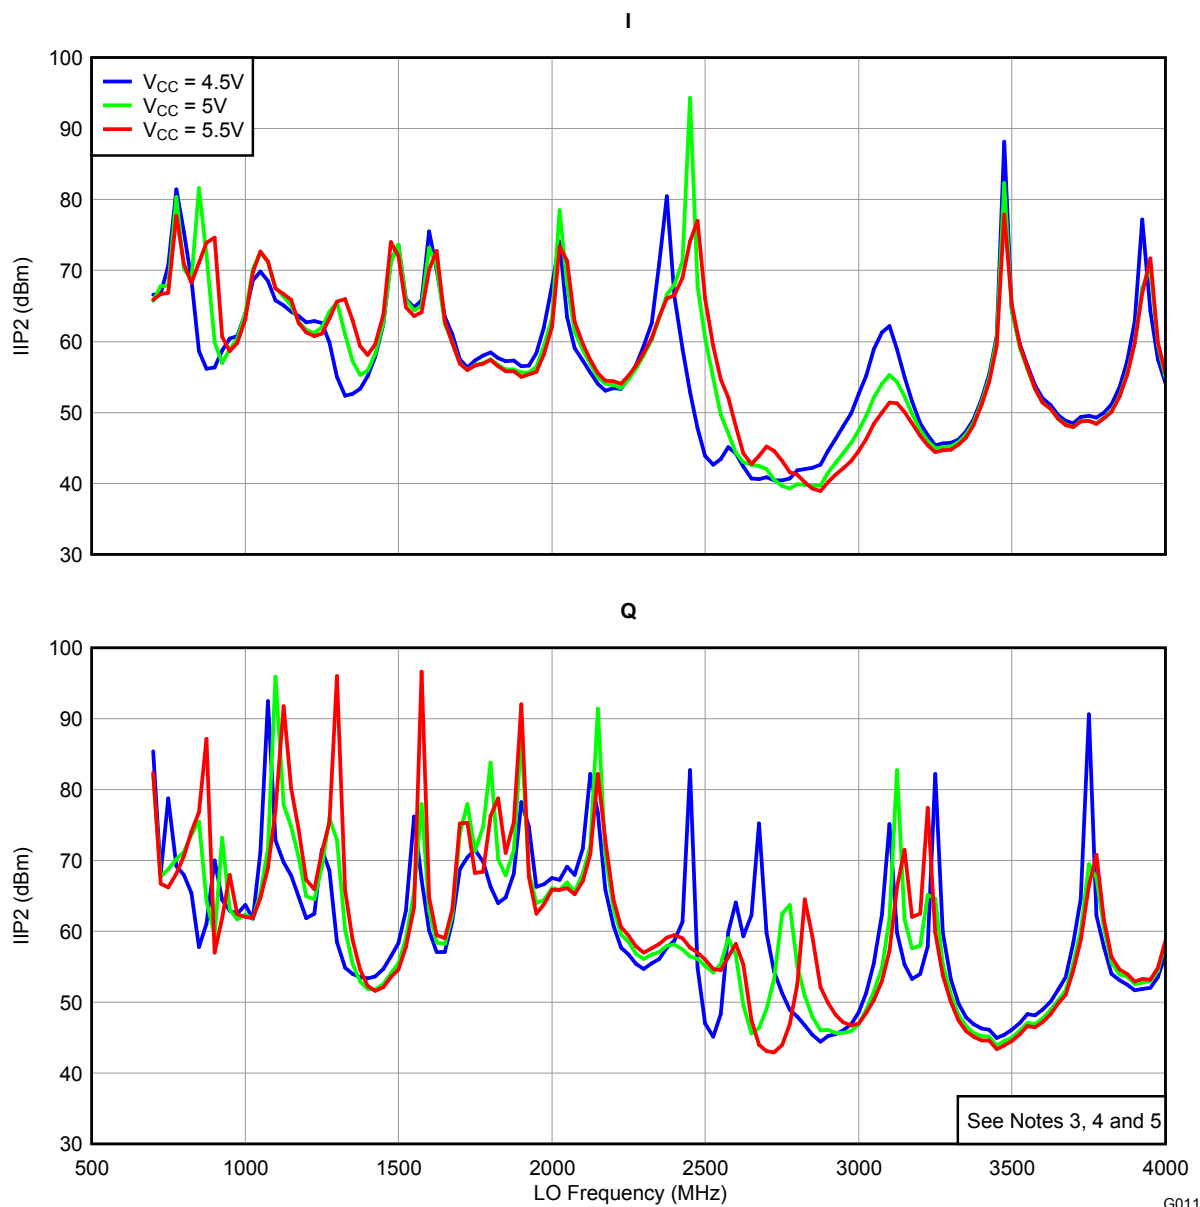 I
100
90
80
70
60
50
40
30
IIP2 (dBm)
V_CC = 4.5V
V_CC = 5V
V_CC = 5.5V
Q
100
90
80
70
60
50
40
30
IIP2 (dBm)
See Notes 3, 4 and 5
500 1000 1500 2000 2500 3000 3500 4000
LO Frequency (MHz)
G011